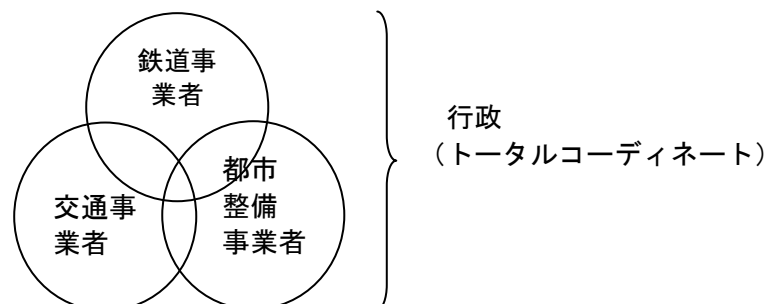 鉄道事
業者
行政
（トータルコーディネート）
都市
整備
事業者
交通事
業者